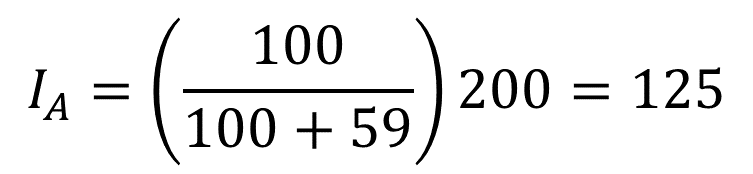 I_A = (100 / (100 + 59)) 200 = 125